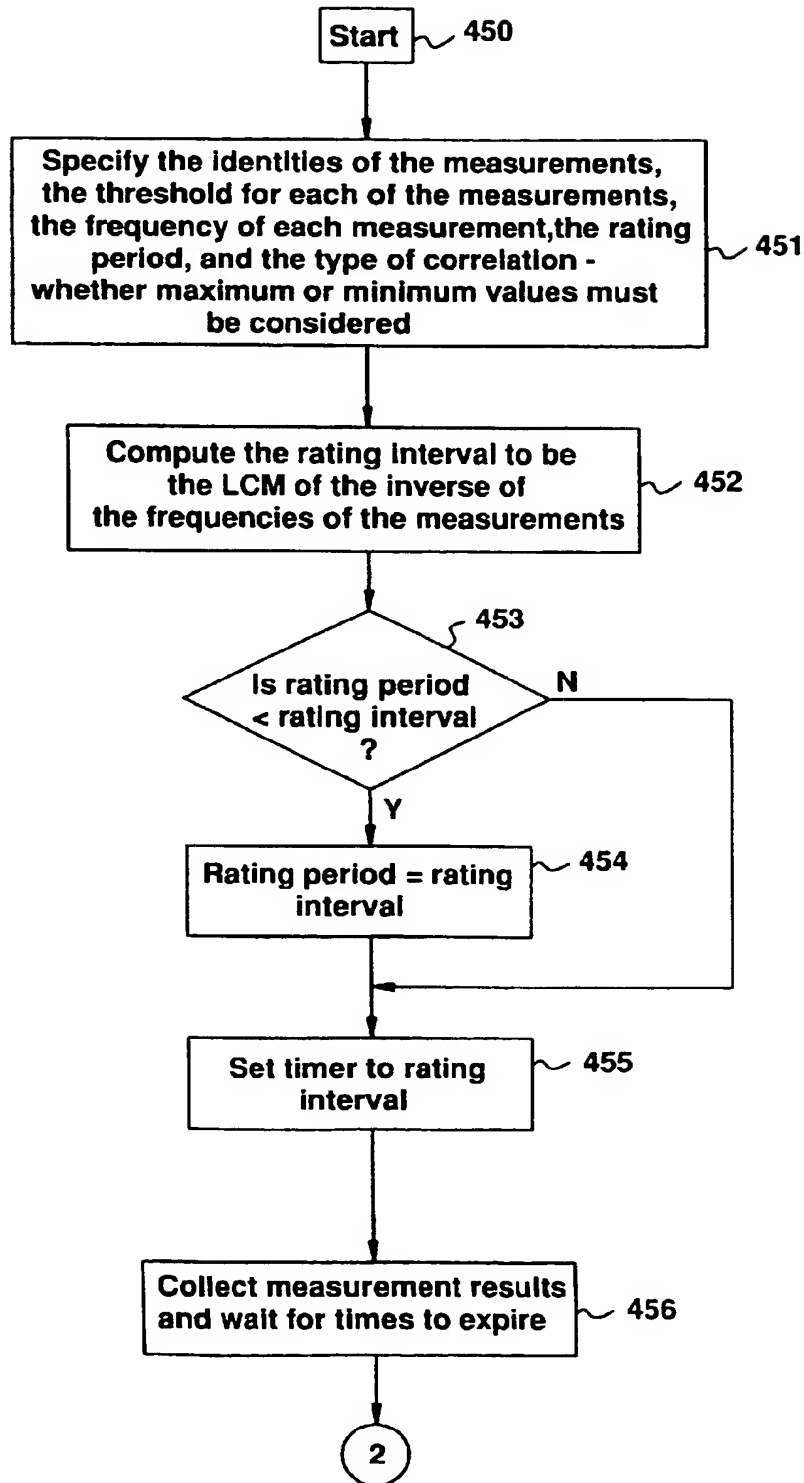 Start
450
Specify the identities of the measurements,
the threshold for each of the measurements,
the frequency of each measurement,the rating
period, and the type of correlation -
whether maximum or minimum values must
be considered
451
Compute the rating interval to be
the LCM of the inverse of
the frequencies of the measurements
452
453
Is rating period
< rating interval
?
N
Y
Rating period = rating
interval
454
Set timer to rating
interval
455
Collect measurement results
and wait for times to expire
456
2